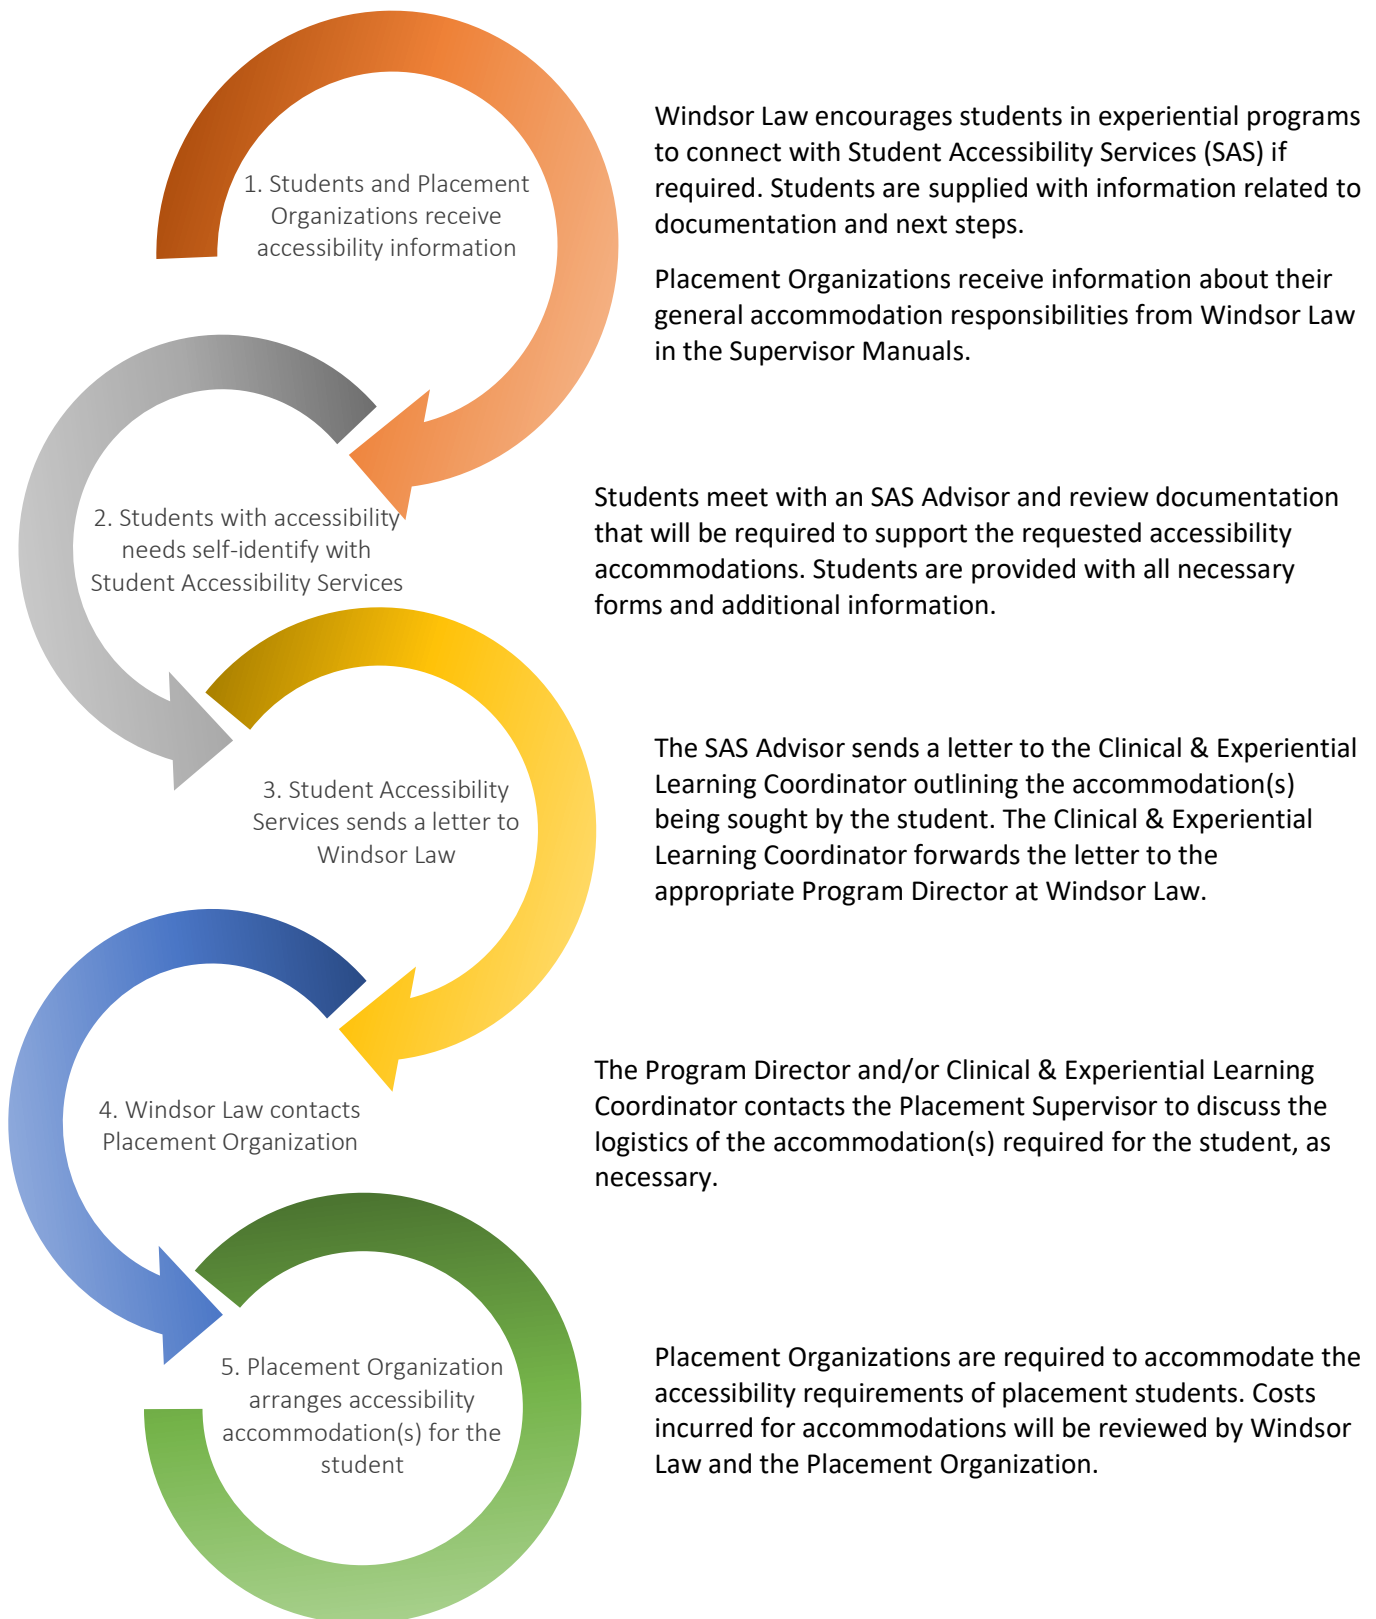 1. Students and Placement
Organizations receive
accessibility information
Windsor Law encourages students in experiential programs
to connect with Student Accessibility Services (SAS) if
required. Students are supplied with information related to
documentation and next steps.
Placement Organizations receive information about their
general accommodation responsibilities from Windsor Law
in the Supervisor Manuals.
2. Students with accessibility
needs self-identify with
Student Accessibility Services
Students meet with an SAS Advisor and review documentation
that will be required to support the requested accessibility
accommodations. Students are provided with all necessary
forms and additional information.
3. Student Accessibility
Services sends a letter to
Windsor Law
The SAS Advisor sends a letter to the Clinical & Experiential
Learning Coordinator outlining the accommodation(s)
being sought by the student. The Clinical & Experiential
Learning Coordinator forwards the letter to the
appropriate Program Director at Windsor Law.
4. Windsor Law contacts
Placement Organization
The Program Director and/or Clinical & Experiential Learning
Coordinator contacts the Placement Supervisor to discuss the
logistics of the accommodation(s) required for the student, as
necessary.
5. Placement Organization
arranges accessibility
accommodation(s) for the
student
Placement Organizations are required to accommodate the
accessibility requirements of placement students. Costs
incurred for accommodations will be reviewed by Windsor
Law and the Placement Organization.